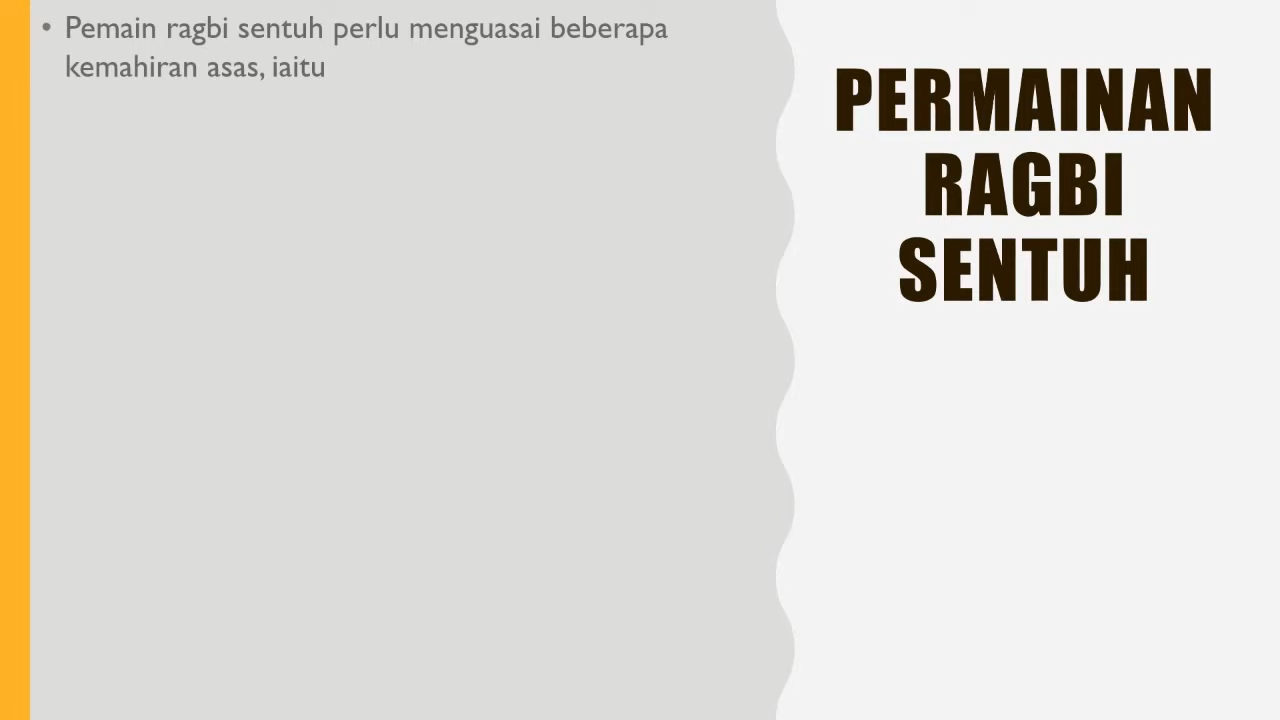 • Pemain ragbi sentuh perlu menguasai beberapa
kemahiran asas, iaitu
PERMAINAN
RAGBI
SENTUH